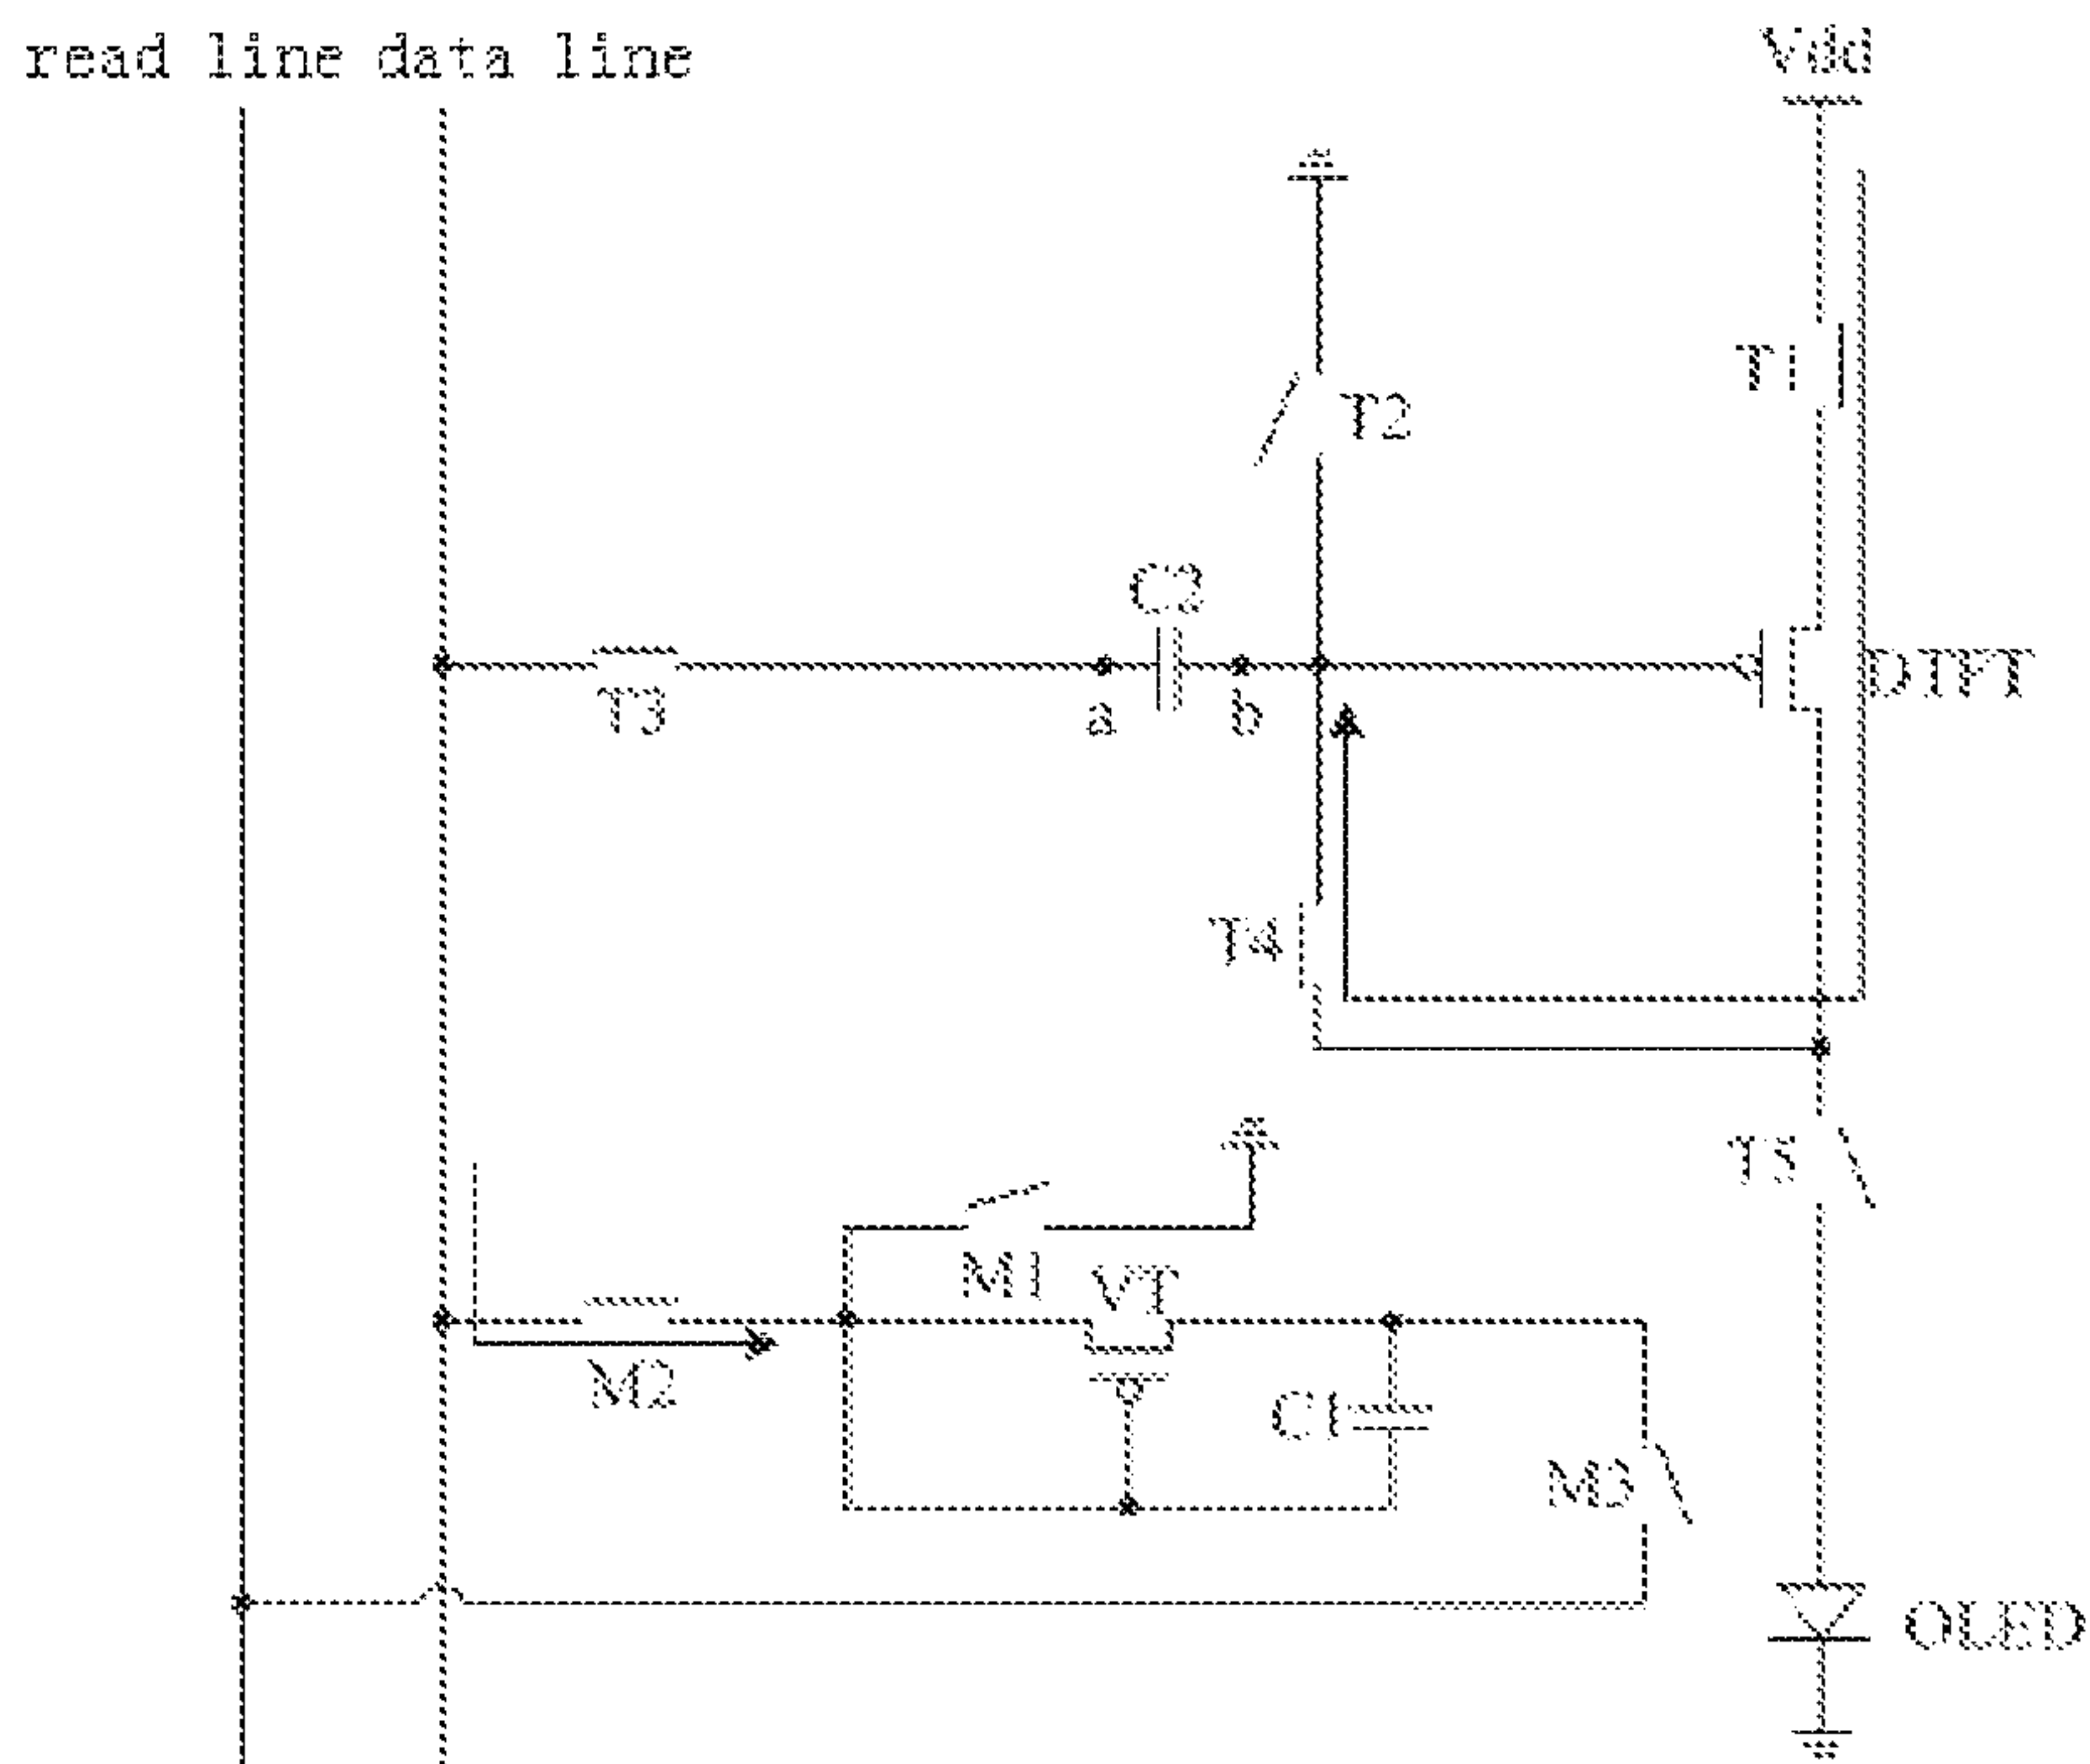 read line data line
Vdd
T1
T2
C2
T3
a
b
DTFT
T4
T5
M1
VT
M2
C1
M3
OLED